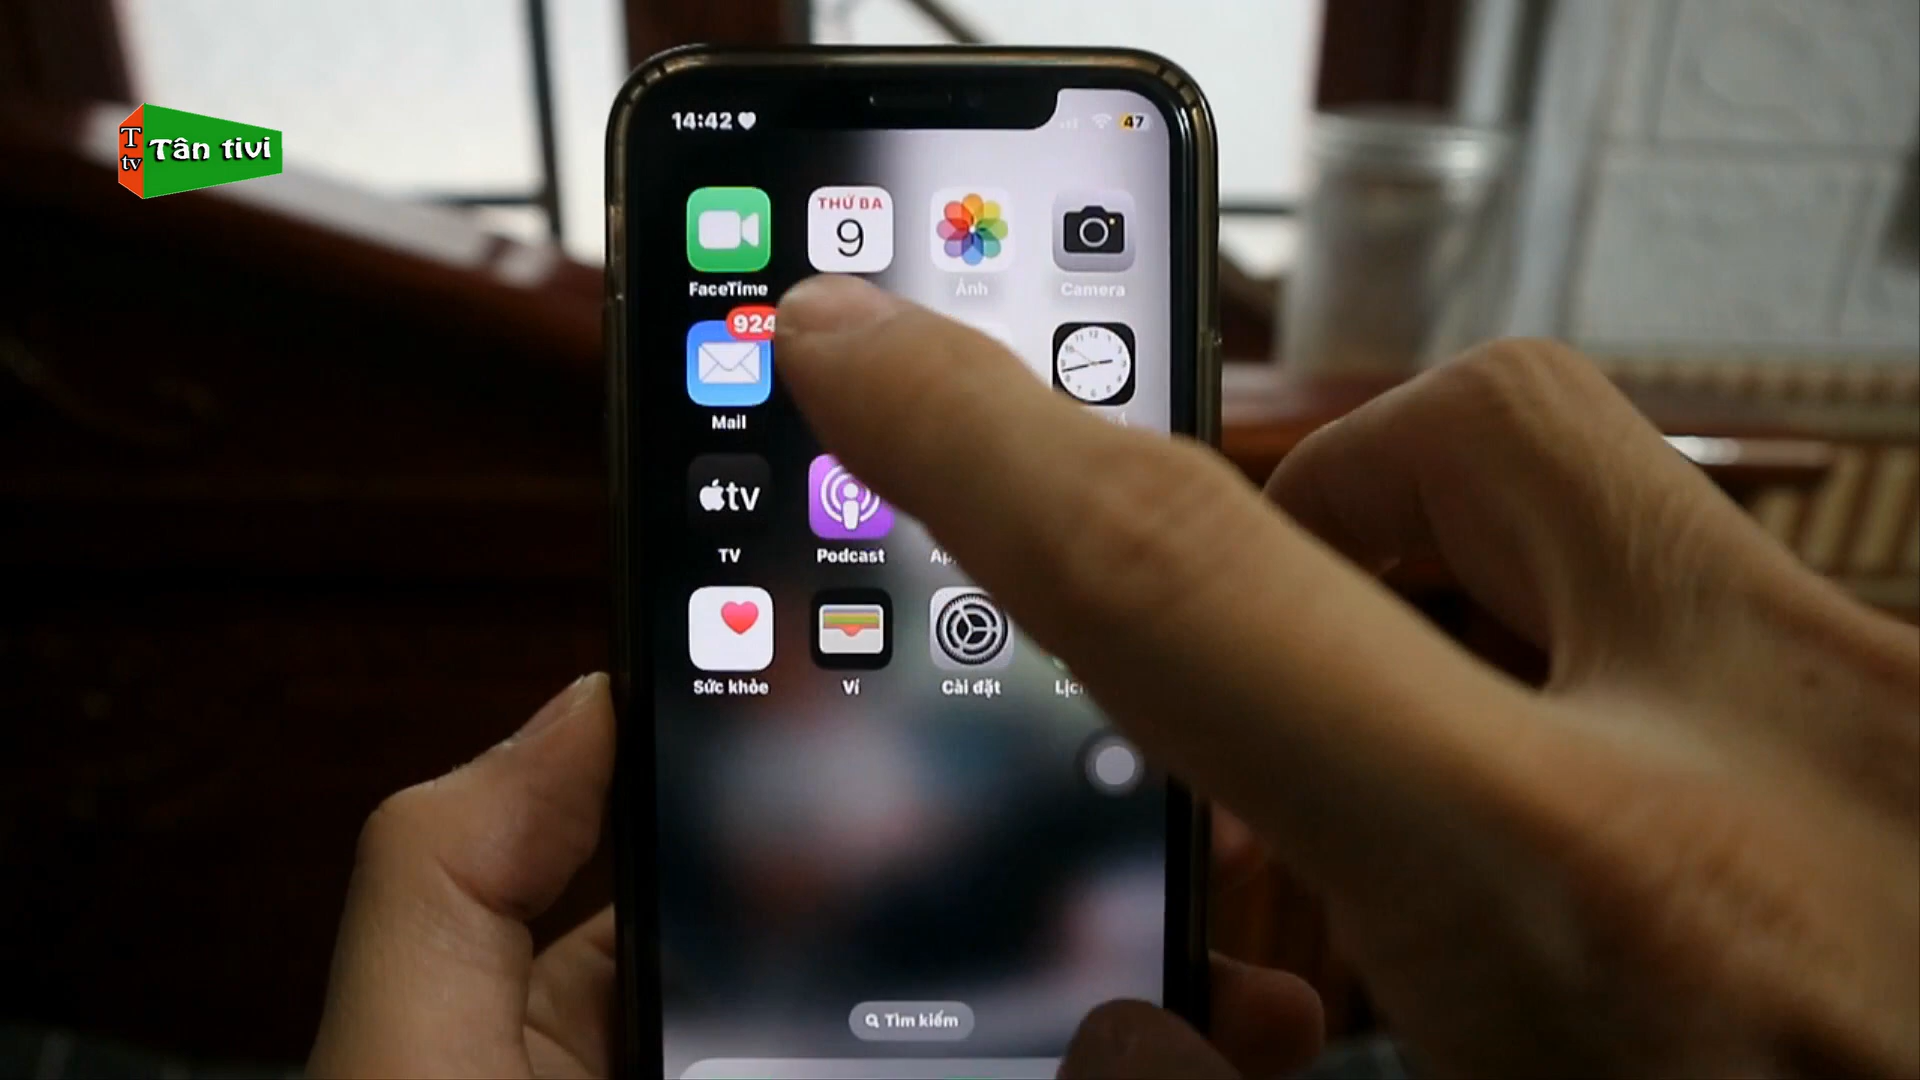 T
tv
Tân tivi
14:42
47
THỨ BA
9
FaceTime
Ảnh
Camera
924
Mail
tv
TV
Podcast
Sức khỏe
Ví
Cài đặt
Tìm kiếm